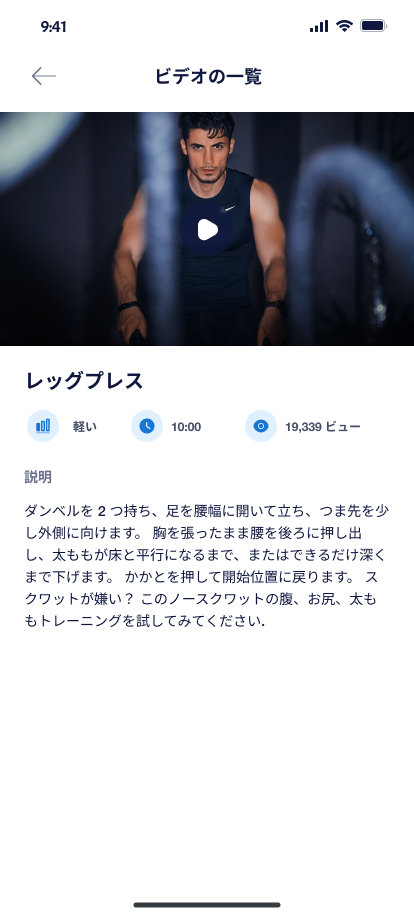 9:41
ビデオの一覧
レッグプレス
軽い
10:00
19,339 ビュー
説明
ダンベルを 2 つ持ち、足を腰幅に開いて立ち、つま先を少
し外側に向けます。 胸を張ったまま腰を後ろに押し出
し、太ももが床と平行になるまで、またはできるだけ深く
まで下げます。 かかとを押して開始位置に戻ります。 ス
クワットが嫌い？ このノースクワットの腹、お尻、太も
もトレーニングを試してみてください.